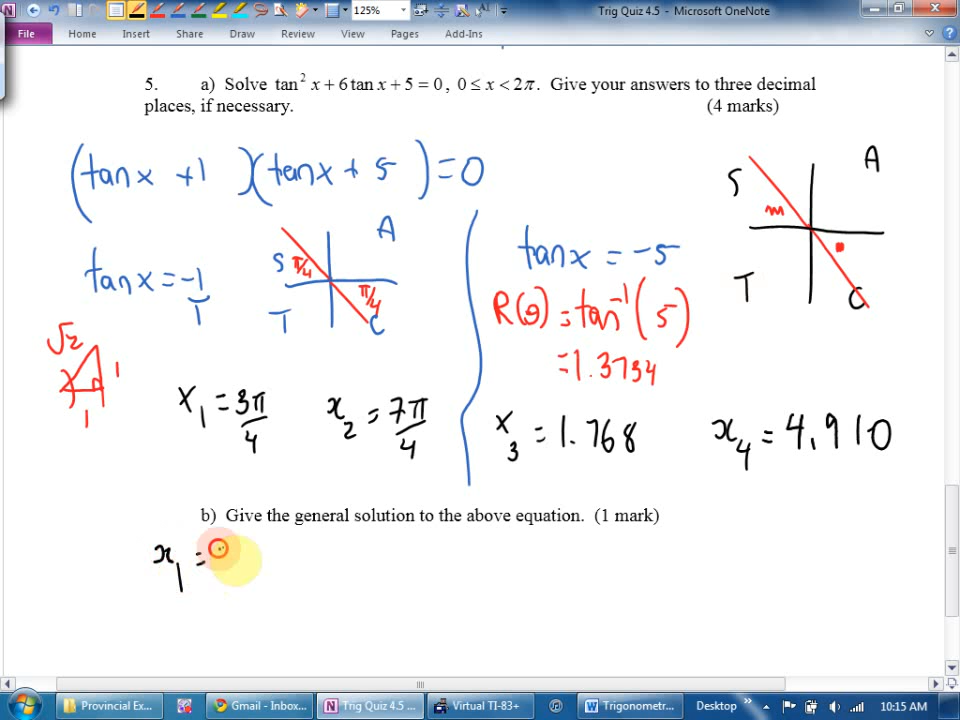 Trig Quiz 4.5 - Microsoft OneNote
125%
File Home Insert Share Draw Review View Pages Add-Ins
5. a) Solve tan² x + 6 tan x + 5 = 0, 0 ≤ x < 2π. Give your answers to three decimal
places, if necessary. (4 marks)
(tanx +1 )(tanx + 5 ) = 0
S A
T C
m
tanx = -1/1
S A
T C
π/4 π/4
√2 1
1
x₁ = 3π/4 x₂ = 7π/4
tanx = -5
R(θ) = tan⁻¹(5)
= 1.3734
x₃ = 1.768 x₄ = 4.910
b) Give the general solution to the above equation. (1 mark)
x₁ =
Provincial Ex... Gmail - Inbox... Trig Quiz 4.5 ... Virtual TI-83+ Trigonometr... Desktop » 10:15 AM